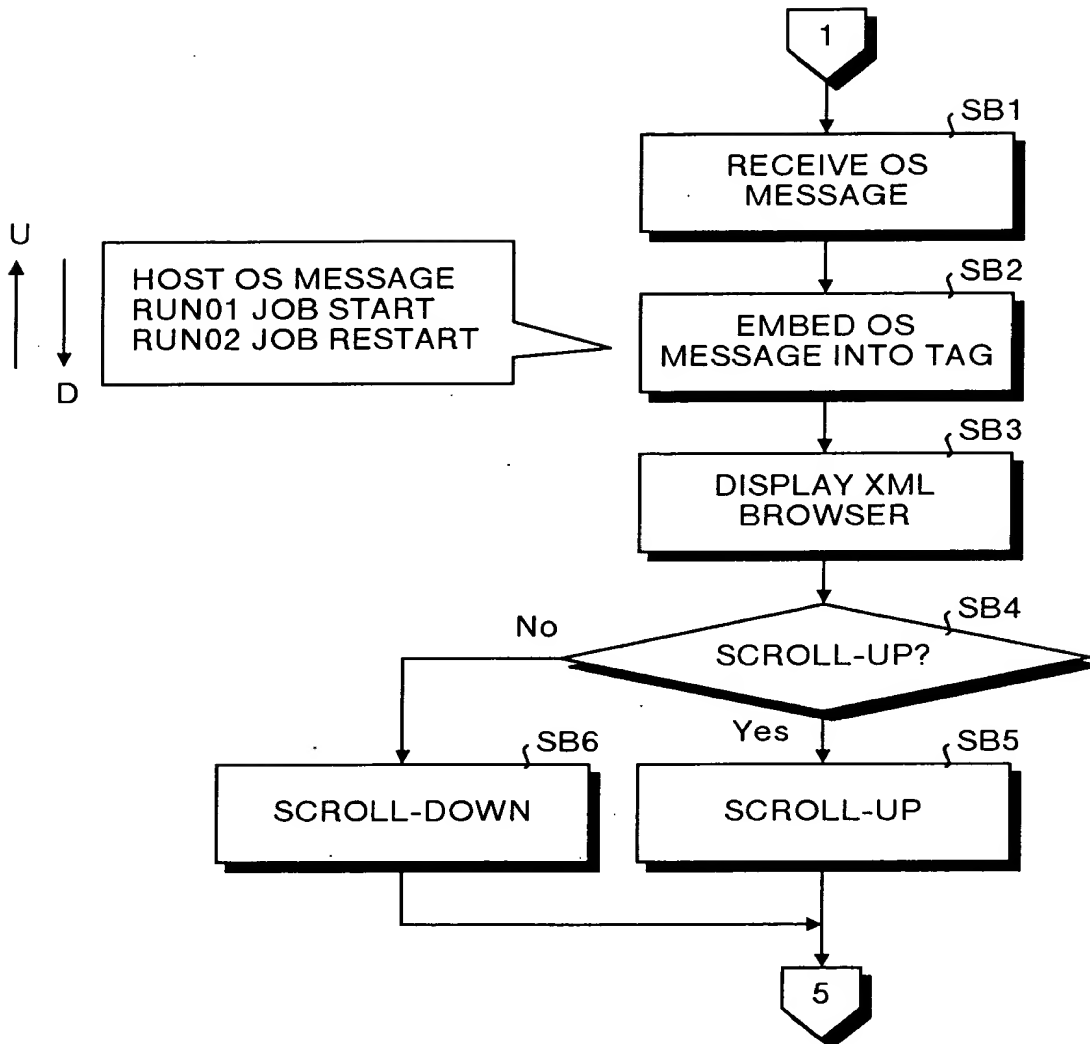 1
SB1
RECEIVE OS
MESSAGE
U
D
HOST OS MESSAGE
RUN01 JOB START
RUN02 JOB RESTART
SB2
EMBED OS
MESSAGE INTO TAG
SB3
DISPLAY XML
BROWSER
SB4
SCROLL-UP?
No
Yes
SB6
SCROLL-DOWN
SB5
SCROLL-UP
5